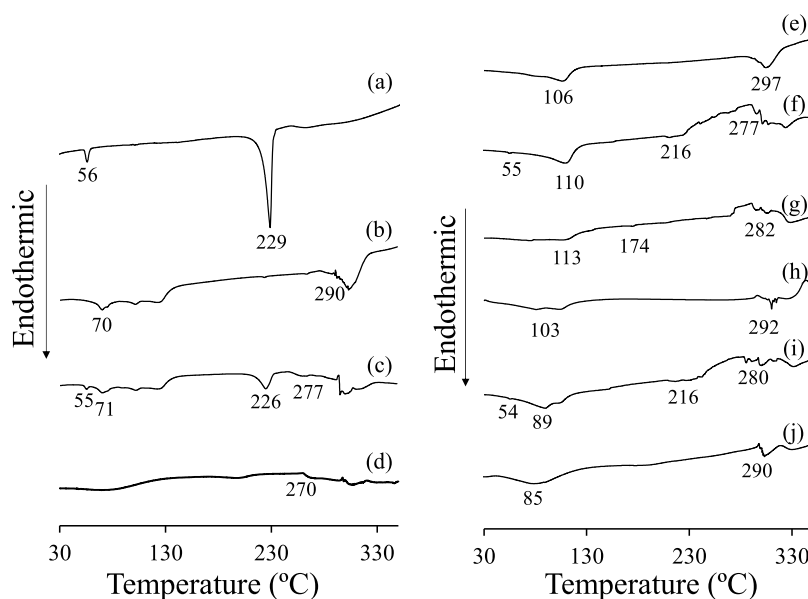 (a)
56
229
(b)
70
290
(c)
55
71
226
277
(d)
270
Endothermic
30 130 230 330
Temperature (ºC)
(e)
106
297
(f)
55
110
216
277
(g)
113
174
282
(h)
103
292
(i)
54
89
216
280
(j)
85
290
Endothermic
30 130 230 330
Temperature (ºC)